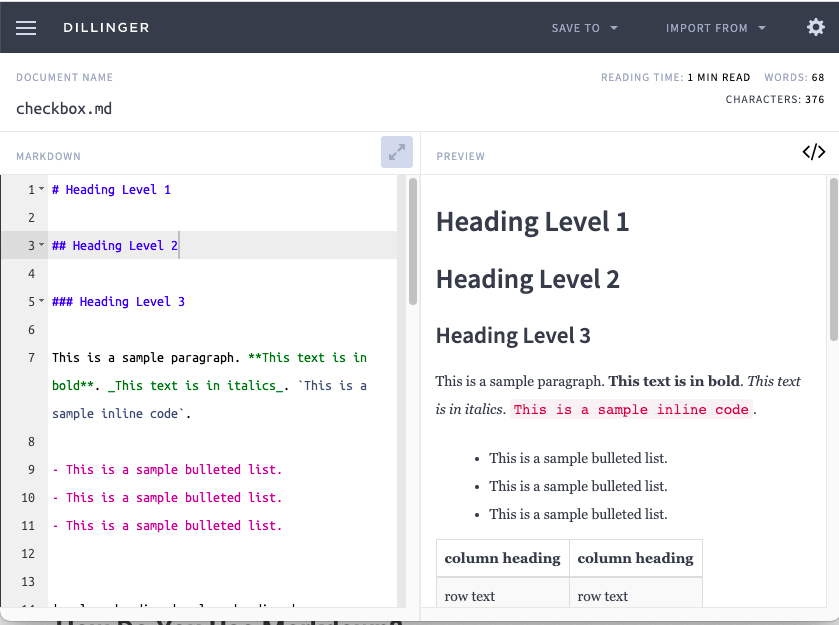 DILLINGER
SAVE TO
IMPORT FROM
DOCUMENT NAME
READING TIME: 1 MIN READ WORDS: 68
checkbox.md
CHARACTERS: 376
MARKDOWN
PREVIEW
</>
1 # Heading Level 1
2
3 ## Heading Level 2
4
5 ### Heading Level 3
6
7 This is a sample paragraph. **This text is in
bold**. _This text is in italics_. `This is a
sample inline code`.
8
9 - This is a sample bulleted list.
10 - This is a sample bulleted list.
11 - This is a sample bulleted list.
12
13
Heading Level 1
Heading Level 2
Heading Level 3
This is a sample paragraph. This text is in bold. This text
is in italics. This is a sample inline code.
• This is a sample bulleted list.
• This is a sample bulleted list.
• This is a sample bulleted list.
column heading column heading
row text row text
How Do You Use Markdown?